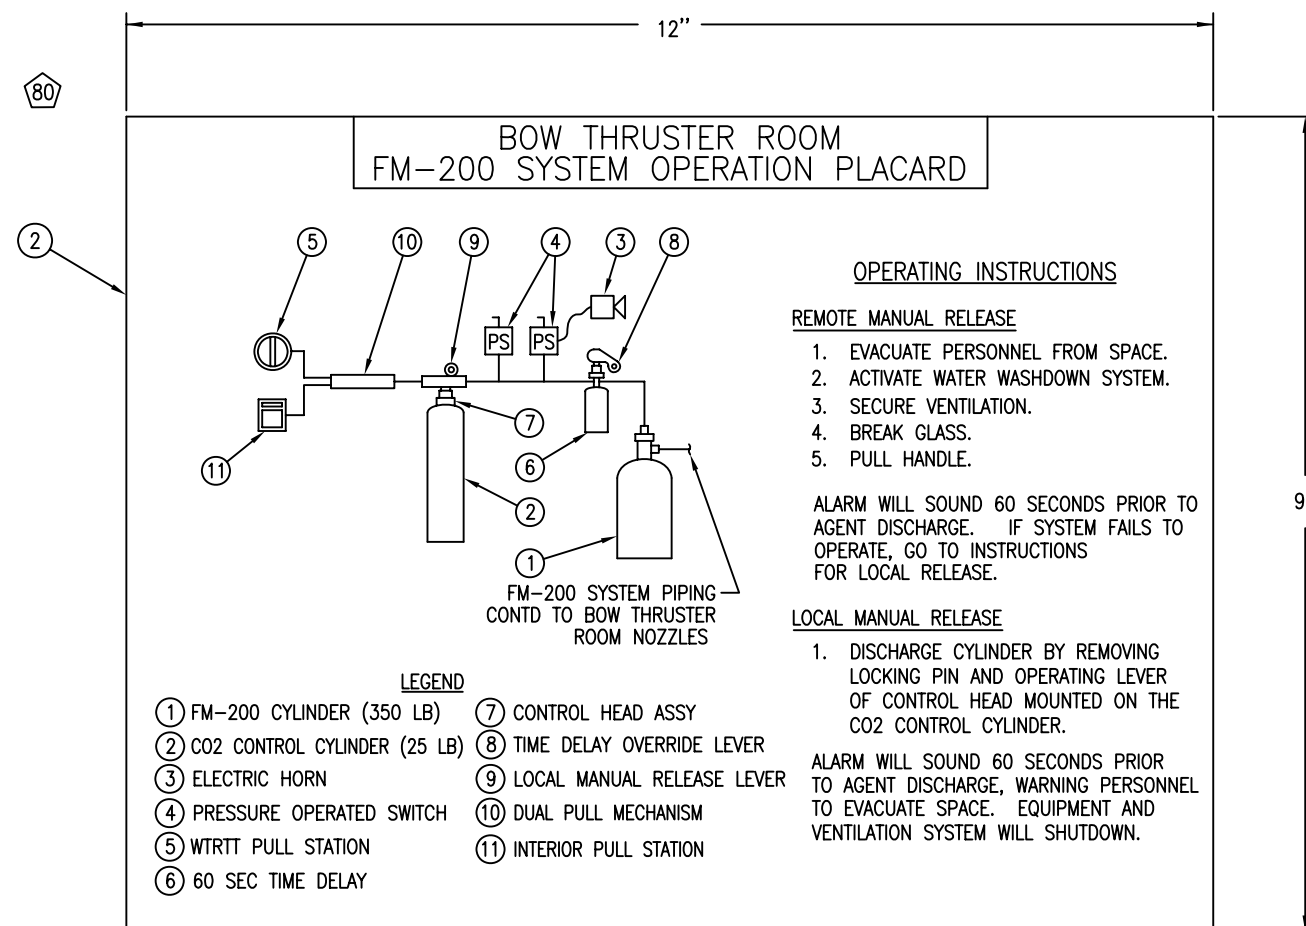 12''
80
BOW THRUSTER ROOM
FM-200 SYSTEM OPERATION PLACARD
2
5
10
9
4
3
8
PS
PS
7
11
6
2
1
FM-200 SYSTEM PIPING
CONTD TO BOW THRUSTER
ROOM NOZZLES
LEGEND
1 FM-200 CYLINDER (350 LB)
2 CO2 CONTROL CYLINDER (25 LB)
3 ELECTRIC HORN
4 PRESSURE OPERATED SWITCH
5 WTRTT PULL STATION
6 60 SEC TIME DELAY
7 CONTROL HEAD ASSY
8 TIME DELAY OVERRIDE LEVER
9 LOCAL MANUAL RELEASE LEVER
10 DUAL PULL MECHANISM
11 INTERIOR PULL STATION
OPERATING INSTRUCTIONS
REMOTE MANUAL RELEASE
1. EVACUATE PERSONNEL FROM SPACE.
2. ACTIVATE WATER WASHDOWN SYSTEM.
3. SECURE VENTILATION.
4. BREAK GLASS.
5. PULL HANDLE.
ALARM WILL SOUND 60 SECONDS PRIOR TO
AGENT DISCHARGE. IF SYSTEM FAILS TO
OPERATE, GO TO INSTRUCTIONS
FOR LOCAL RELEASE.
LOCAL MANUAL RELEASE
1. DISCHARGE CYLINDER BY REMOVING
LOCKING PIN AND OPERATING LEVER
OF CONTROL HEAD MOUNTED ON THE
CO2 CONTROL CYLINDER.
ALARM WILL SOUND 60 SECONDS PRIOR
TO AGENT DISCHARGE, WARNING PERSONNEL
TO EVACUATE SPACE. EQUIPMENT AND
VENTILATION SYSTEM WILL SHUTDOWN.
9